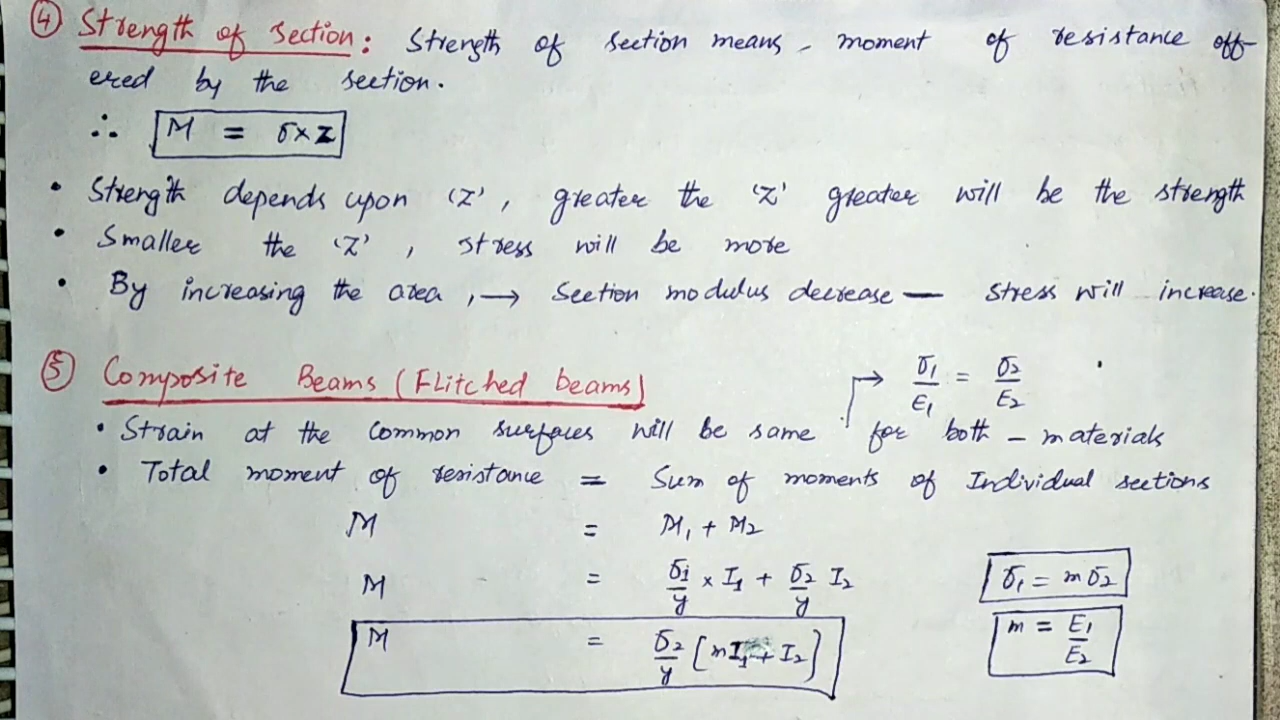 ④ Strength of Section: Strength of section means - moment of resistance off-
ered by the section.
∴ M = σ×Z
• Strength depends upon 'Z', greater the 'Z' greater will be the strength
• Smaller the 'Z', stress will be more
• By increasing the area, → Section modulus decrease — stress will increase.
⑤ Composite Beams (Flitched beams)
→ σ1/E1 = σ2/E2
• Strain at the common surfaces will be same for both - materials
• Total moment of resistance = Sum of moments of Individual sections
M = M1 + M2
M = σ1/y × I1 + σ2/y I2
σ1 = mσ2
M = σ2/y [mI1 + I2]
m = E1/E2